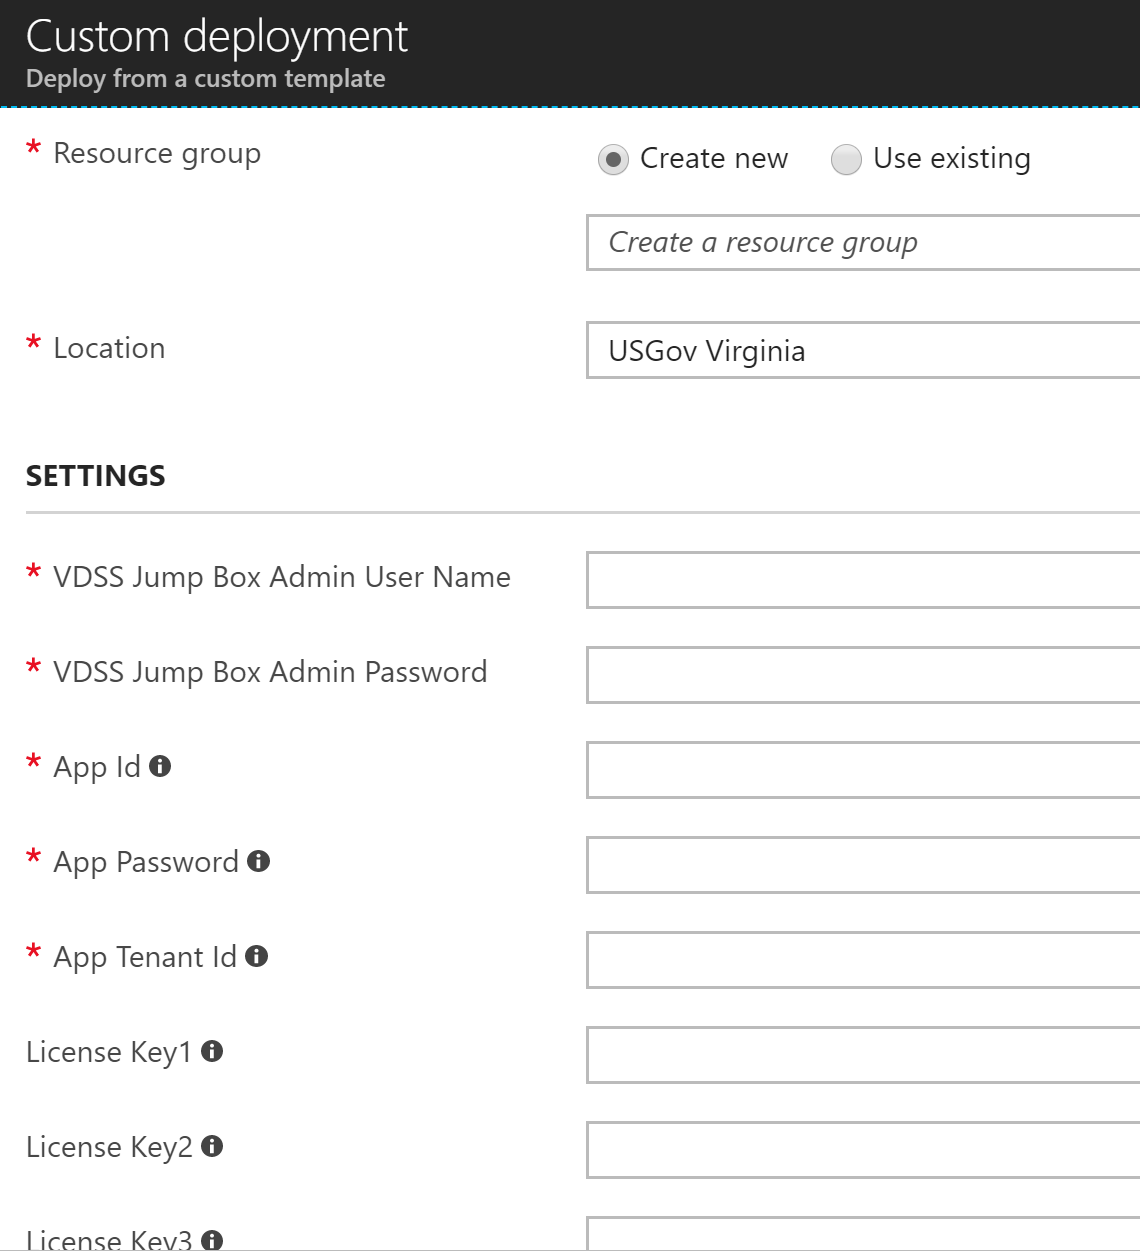 Custom deployment
Deploy from a custom template
* Resource group
Create new
Use existing
Create a resource group
* Location
USGov Virginia
SETTINGS
* VDSS Jump Box Admin User Name
* VDSS Jump Box Admin Password
* App Id
* App Password
* App Tenant Id
License Key1
License Key2
License Key3